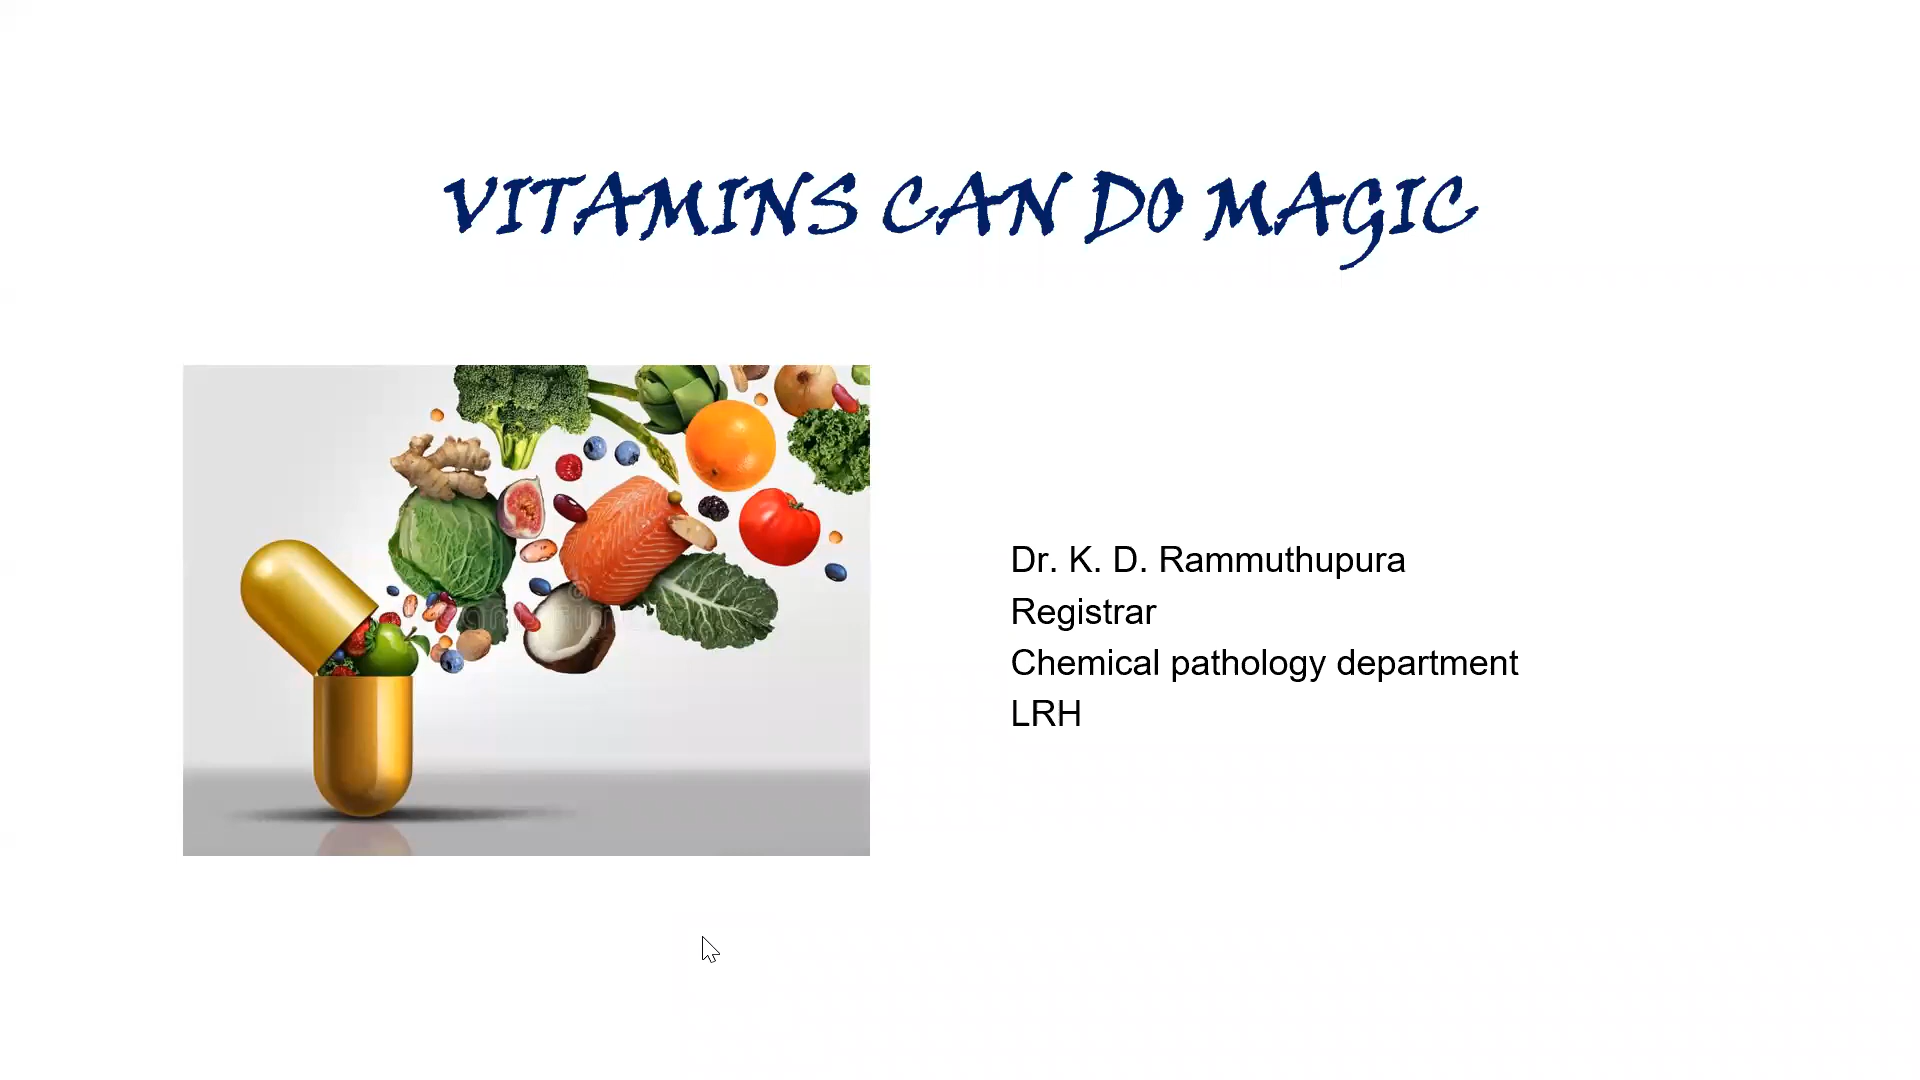 VITAMINS CAN DO MAGIC
Dr. K. D. Rammuthupura
Registrar
Chemical pathology department
LRH